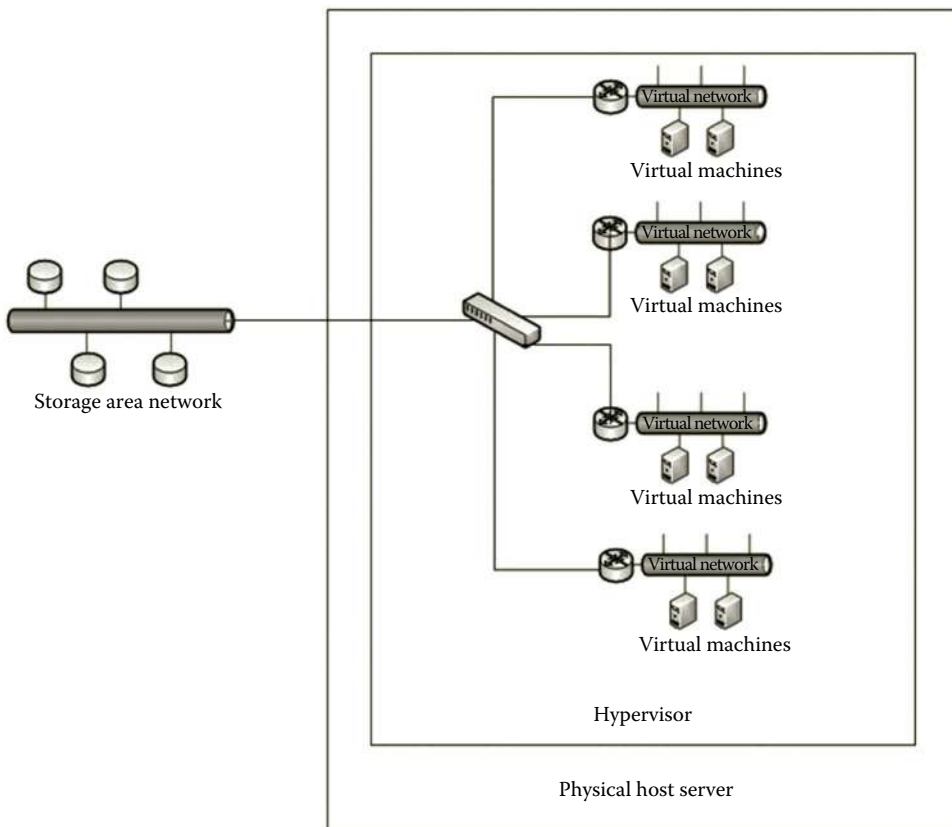 Virtual network
Virtual machines
Virtual network
Virtual machines
Storage area network
Virtual network
Virtual machines
Virtual network
Virtual machines
Hypervisor
Physical host server